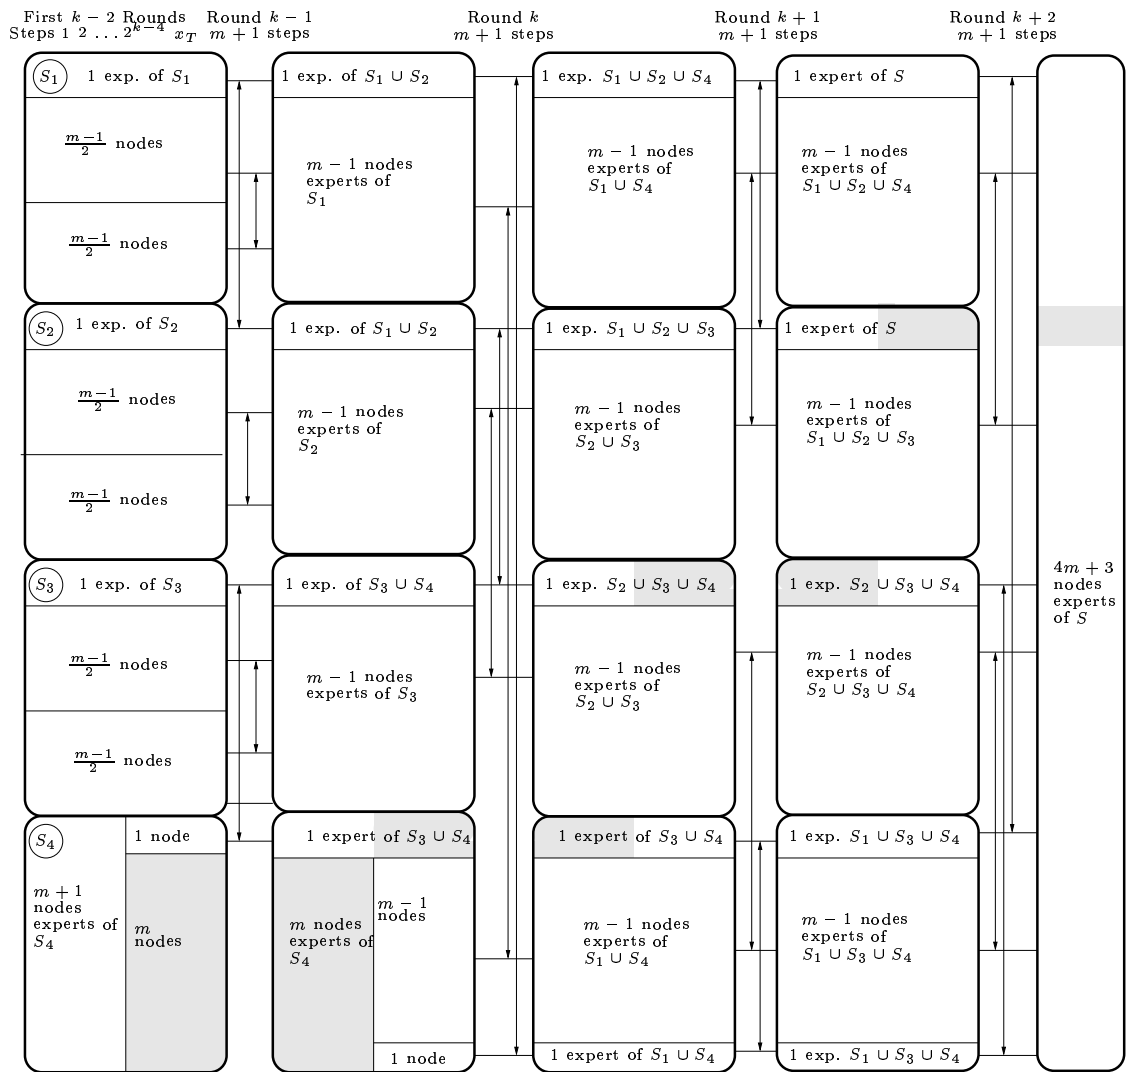 First k − 2 Rounds
Steps 1 2 … 2^{k−4} x_T
Round k − 1
m + 1 steps
Round k
m + 1 steps
Round k + 1
m + 1 steps
Round k + 2
m + 1 steps
S_1 1 exp. of S_1
\frac{m−1}{2} nodes
\frac{m−1}{2} nodes
S_2 1 exp. of S_2
\frac{m−1}{2} nodes
\frac{m−1}{2} nodes
S_3 1 exp. of S_3
\frac{m−1}{2} nodes
\frac{m−1}{2} nodes
S_4
1 node
m + 1
nodes
experts of
S_4
m
nodes
1 exp. of S_1 ∪ S_2
m − 1 nodes
experts of
S_1
1 exp. of S_1 ∪ S_2
m − 1 nodes
experts of
S_2
1 exp. of S_3 ∪ S_4
m − 1 nodes
experts of S_3
1 expert of S_3 ∪ S_4
m nodes
experts of
S_4
m − 1
nodes
1 node
1 exp. S_1 ∪ S_2 ∪ S_4
m − 1 nodes
experts of
S_1 ∪ S_4
1 exp. S_1 ∪ S_2 ∪ S_3
m − 1 nodes
experts of
S_2 ∪ S_3
1 exp. S_2 ∪ S_3 ∪ S_4
m − 1 nodes
experts of
S_2 ∪ S_3
1 expert of S_3 ∪ S_4
m − 1 nodes
experts of
S_1 ∪ S_4
1 expert of S_1 ∪ S_4
1 expert of S
m − 1 nodes
experts of
S_1 ∪ S_2 ∪ S_4
1 expert of S
m − 1 nodes
experts of
S_1 ∪ S_2 ∪ S_3
1 exp. S_2 ∪ S_3 ∪ S_4
m − 1 nodes
experts of
S_2 ∪ S_3 ∪ S_4
1 exp. S_1 ∪ S_3 ∪ S_4
m − 1 nodes
experts of
S_1 ∪ S_3 ∪ S_4
1 exp. S_1 ∪ S_3 ∪ S_4
4m + 3
nodes
experts
of S